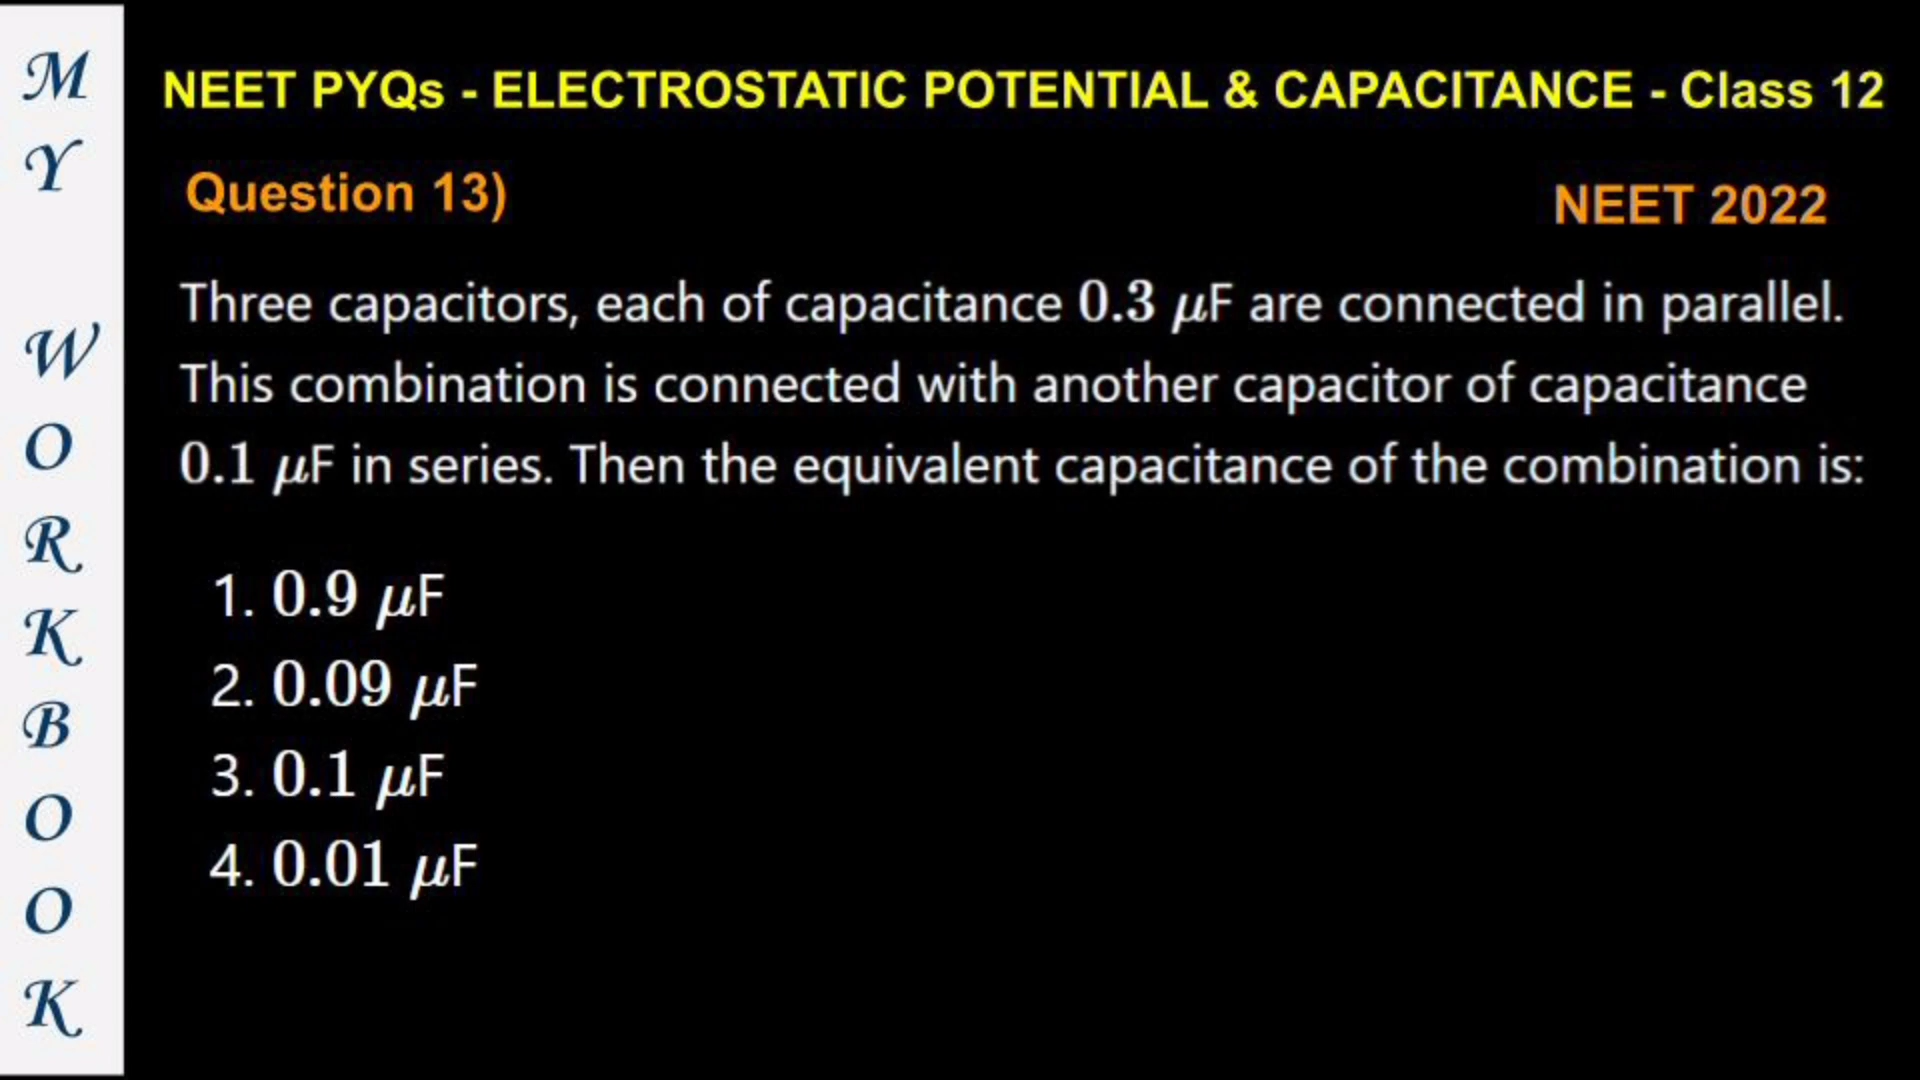 MY WORKBOOK
NEET PYQs - ELECTROSTATIC POTENTIAL & CAPACITANCE - Class 12
Question 13)
NEET 2022
Three capacitors, each of capacitance 0.3 μF are connected in parallel.
This combination is connected with another capacitor of capacitance
0.1 μF in series. Then the equivalent capacitance of the combination is:
1. 0.9 μF
2. 0.09 μF
3. 0.1 μF
4. 0.01 μF